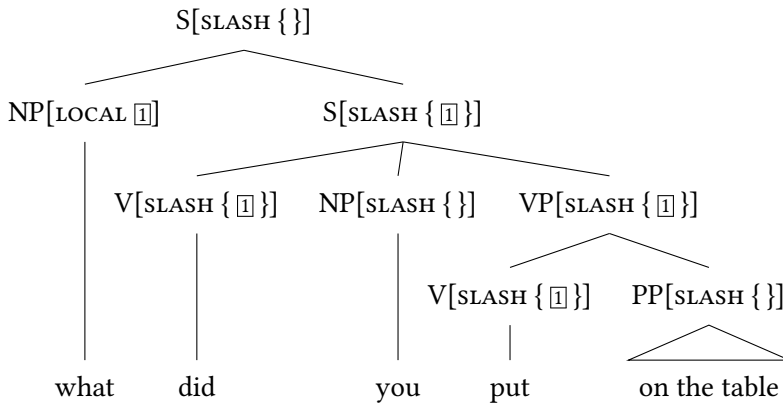 S[SLASH { }]
NP[LOCAL 1] S[SLASH { 1 }]
V[SLASH { 1 }] NP[SLASH { }] VP[SLASH { 1 }]
V[SLASH { 1 }] PP[SLASH { }]
what did you put on the table